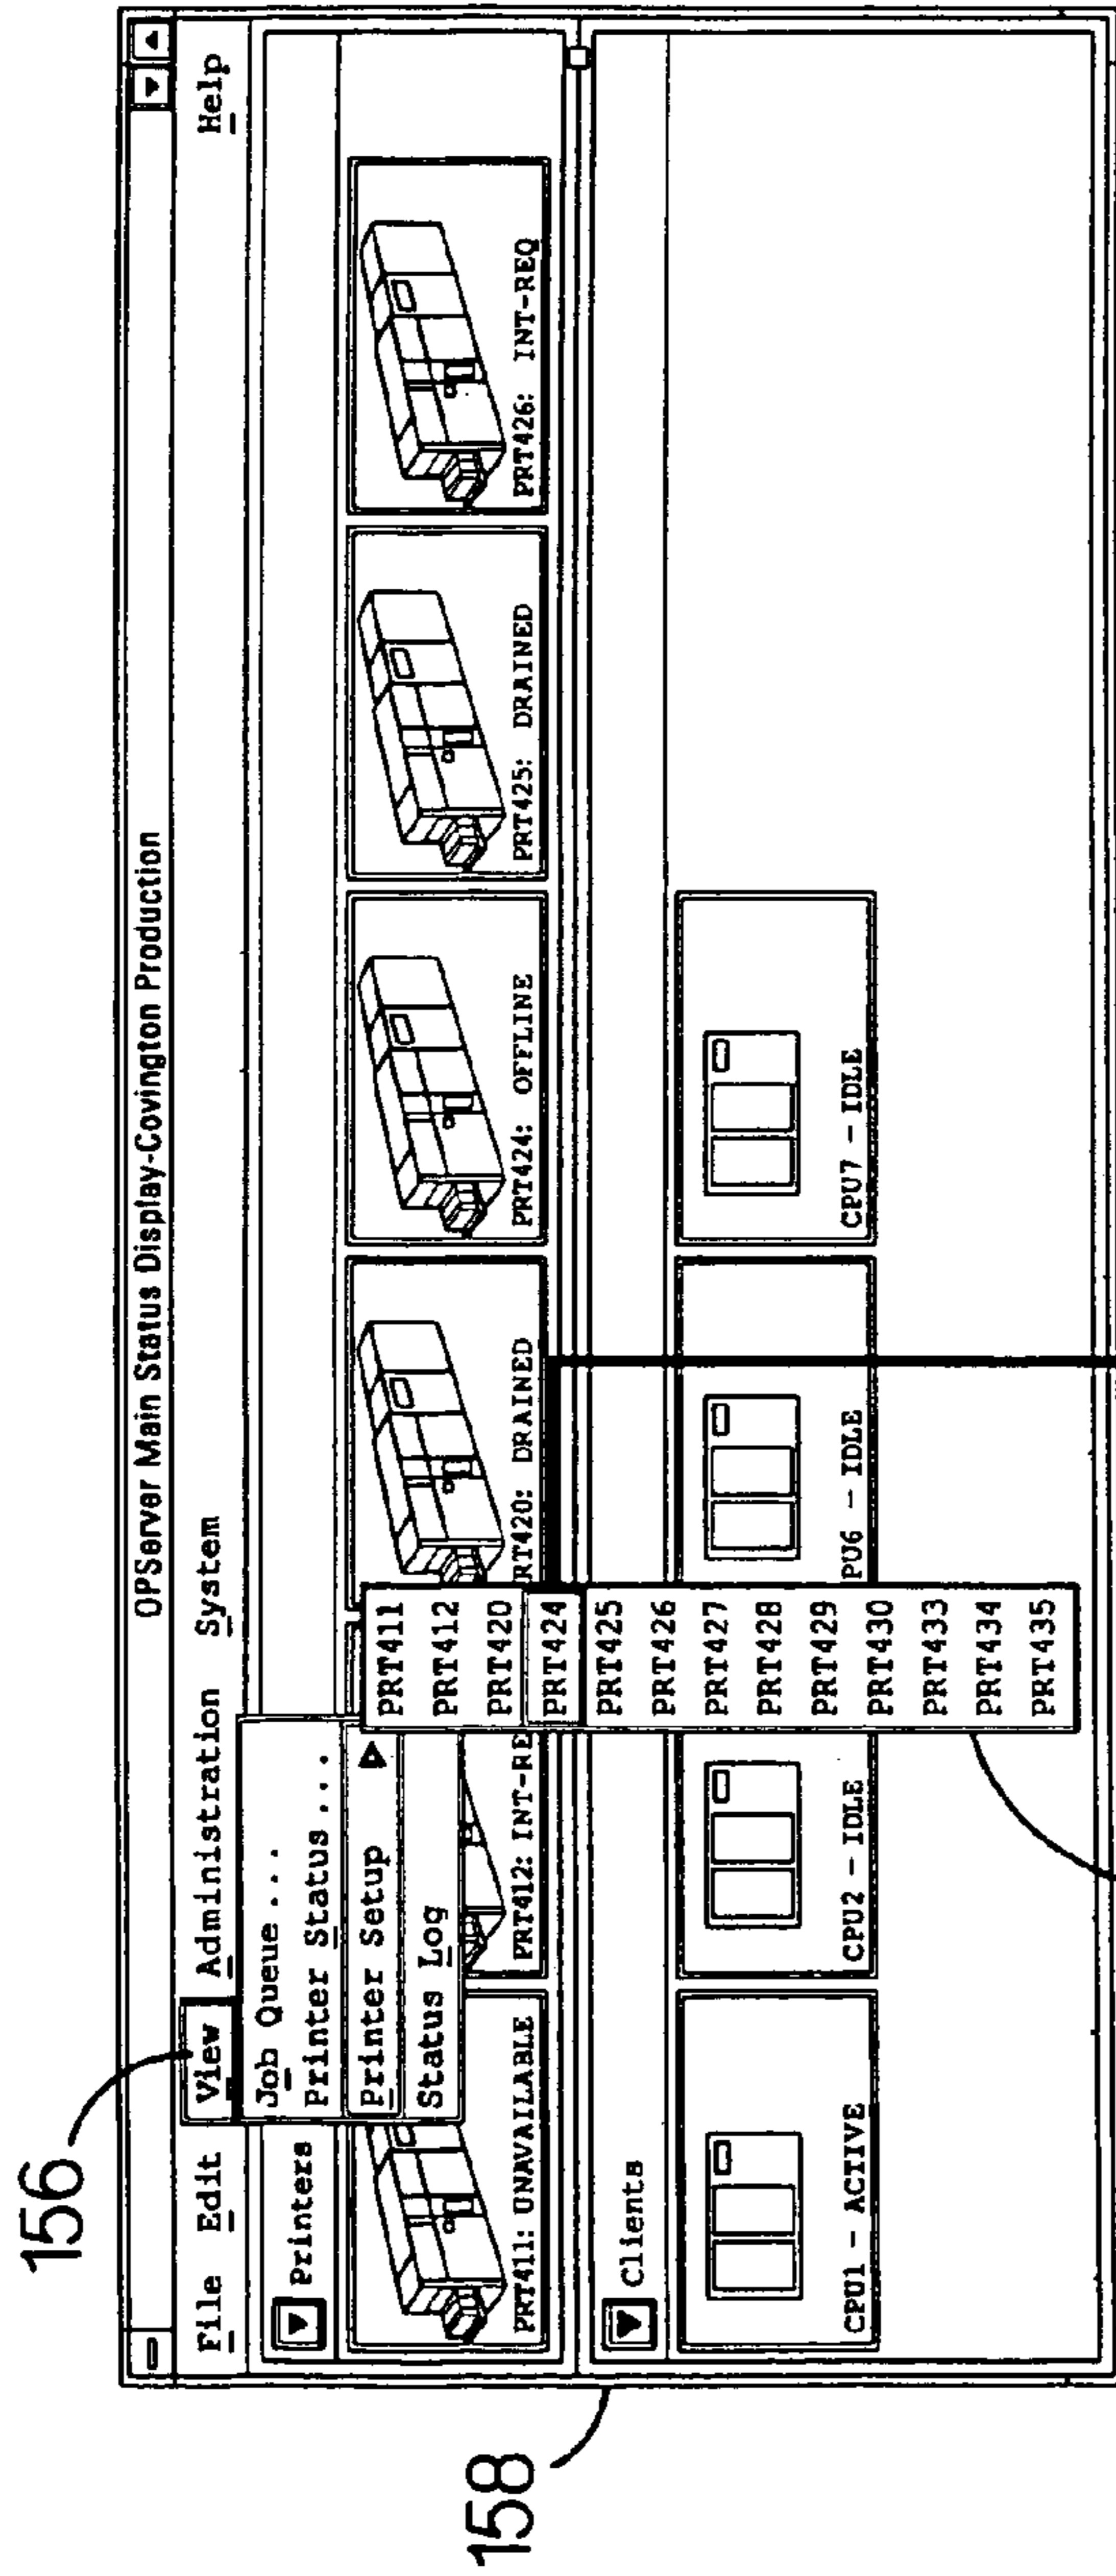 156
158
OPServer Main Status Display-Covington Production
File Edit View Administration System Help
Job Queue...
Printer Status...
Printer Setup
Status Log
Printers
PRT411
PRT412
PRT420
PRT424
PRT425
PRT426
PRT427
PRT428
PRT429
PRT430
PRT433
PRT434
PRT435
PRT411: UNAVAILABLE
PRT412: INT-RE
RT420: DRAINED
PRT424: OFFLINE
PRT425: DRAINED
PRT426: INT-REQ
Clients
CPU1 - ACTIVE
CPU2 - IDLE
PU6 - IDLE
CPU7 - IDLE